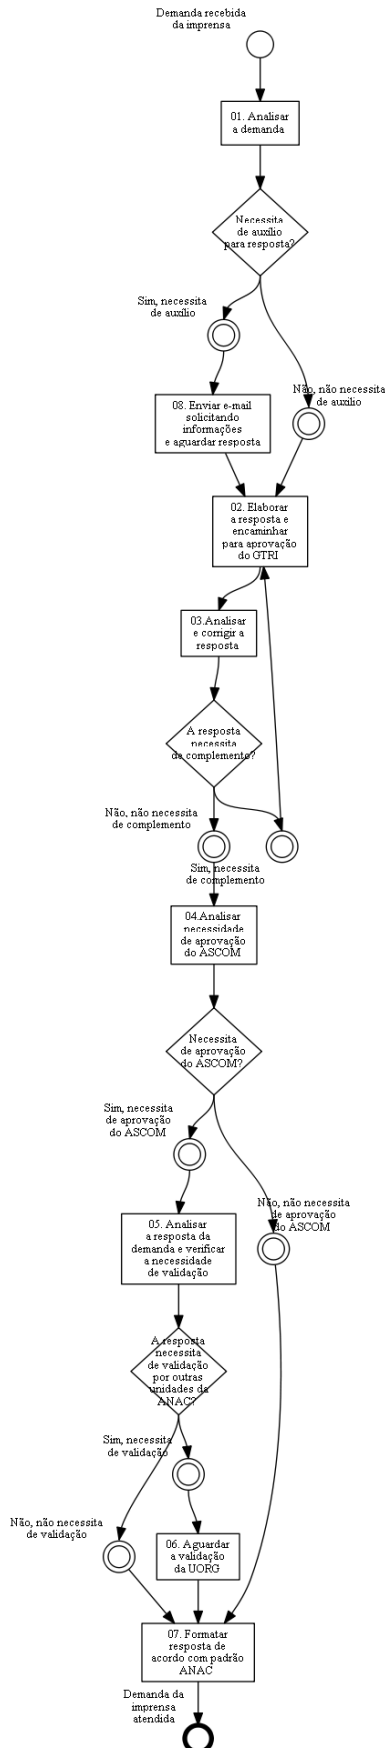 Demanda recebida
da imprensa
01. Analisar
a demanda
Necessita
de auxílio
para resposta?
Sim, necessita
de auxílio
Não, não necessita
de auxílio
08. Enviar e-mail
solicitando
informações
e aguardar resposta
02. Elaborar
a resposta e
encaminhar
para aprovação
do GTRI
03.Analisar
e corrigir a
resposta
A resposta
necessita
de complemento?
Não, não necessita
de complemento
Sim, necessita
de complemento
04.Analisar
necessidade
de aprovação
do ASCOM
Necessita
de aprovação
do ASCOM?
Sim, necessita
de aprovação
do ASCOM
Não, não necessita
de aprovação
do ASCOM
05. Analisar
a resposta da
demanda e verificar
a necessidade
de validação
A resposta
necessita
de validação
por outras
unidades da
ANAC?
Sim, necessita
de validação
Não, não necessita
de validação
06. Aguardar
a validação
da UORG
07. Formatar
resposta de
acordo com padrão
ANAC
Demanda da
imprensa
atendida